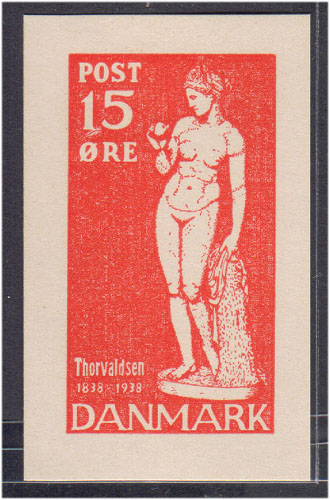 POST
15
ØRE
Thorvaldsen
1838-1938
DANMARK